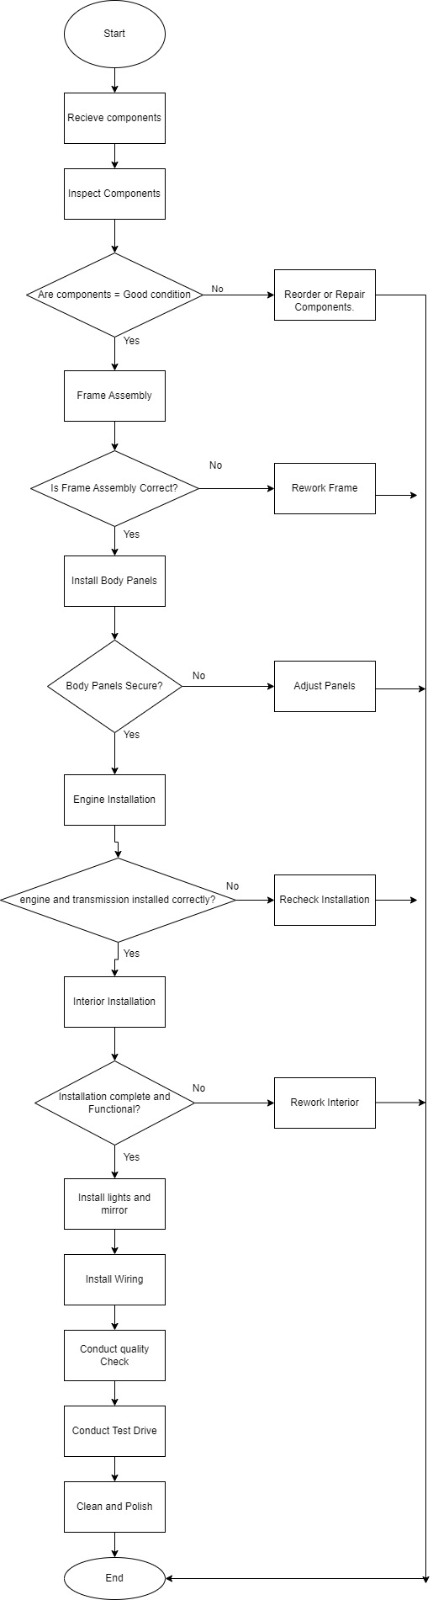 Start
Recieve components
Inspect Components
Are components = Good condition
No
Reorder or Repair
Components.
Yes
Frame Assembly
No
Is Frame Assembly Correct?
Rework Frame
Yes
Install Body Panels
No
Body Panels Secure?
Adjust Panels
Yes
Engine Installation
No
engine and transmission installed correctly?
Recheck Installation
Yes
Interior Installation
No
Installation complete and
Functional?
Rework Interior
Yes
Install lights and
mirror
Install Wiring
Conduct quality
Check
Conduct Test Drive
Clean and Polish
End